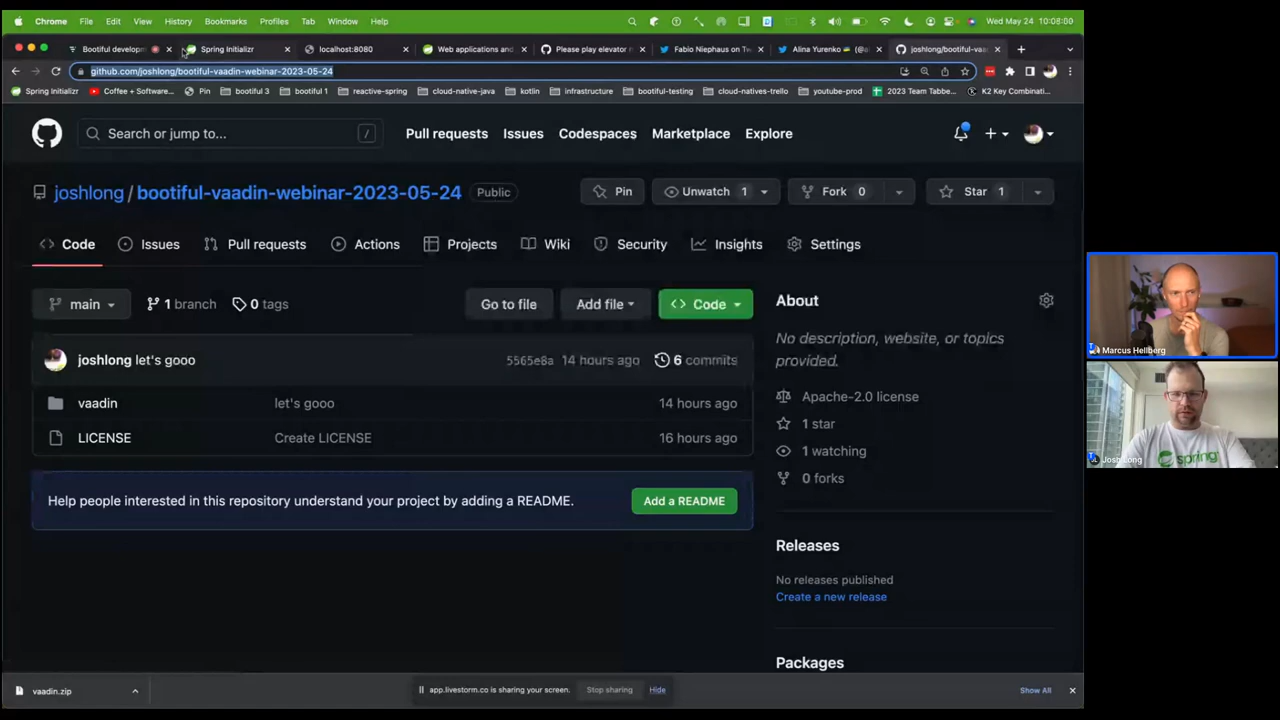 Chrome File Edit View History Bookmarks Profiles Tab Window Help Wed May 24 10:08:00
Bootiful develop Spring Initializr localhost:8080 Web applications and Please play elevator Fabio Niephaus on Tw Alina Yurenko joshlong/bootiful-vaa
github.com/joshlong/bootiful-vaadin-webinar-2023-05-24
Spring Initializr Coffee + Software... Pin bootiful 3 bootiful 1 reactive-spring cloud-native-java kotlin infrastructure bootiful-testing cloud-natives-trello youtube-prod 2023 Team Tabbe... K2 Key Combinati...
Search or jump to... / Pull requests Issues Codespaces Marketplace Explore
joshlong / bootiful-vaadin-webinar-2023-05-24 Public Pin Unwatch 1 Fork 0 Star 1
Code Issues Pull requests Actions Projects Wiki Security Insights Settings
main 1 branch 0 tags Go to file Add file Code
joshlong let's gooo 5565e8a 14 hours ago 6 commits
vaadin let's gooo 14 hours ago
LICENSE Create LICENSE 16 hours ago
Help people interested in this repository understand your project by adding a README. Add a README
About
No description, website, or topics
provided.
Apache-2.0 license
1 star
1 watching
0 forks
Releases
No releases published
Create a new release
Packages
vaadin.zip app.livestorm.co is sharing your screen. Stop sharing Hide Show All
Marcus Hellberg
spring
Josh Long